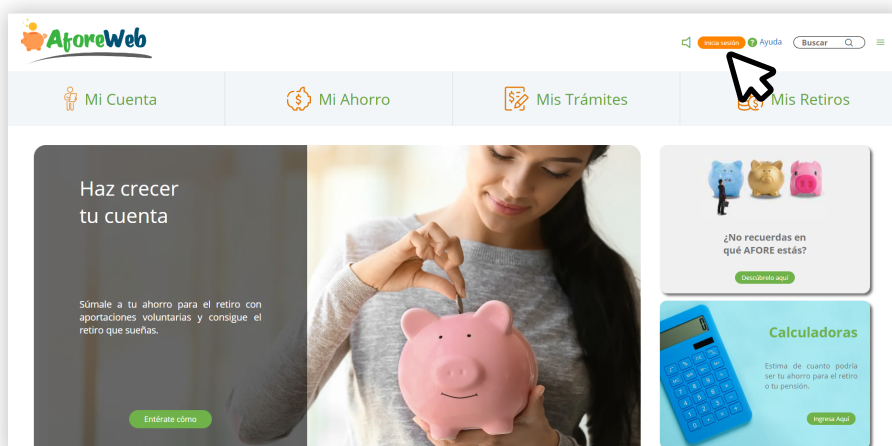 AforeWeb
Inicia sesión
? Ayuda
Buscar
Mi Cuenta
$ Mi Ahorro
$ Mis Trámites
Mis Retiros
Haz crecer
tu cuenta
Súmale a tu ahorro para el retiro con
aportaciones voluntarias y consigue el
retiro que sueñas.
Entérate cómo
¿No recuerdas en
qué AFORE estás?
Descúbrelo aquí
Calculadoras
Estima de cuanto podría
ser tu ahorro para el retiro
o tu pensión.
Ingresa Aquí